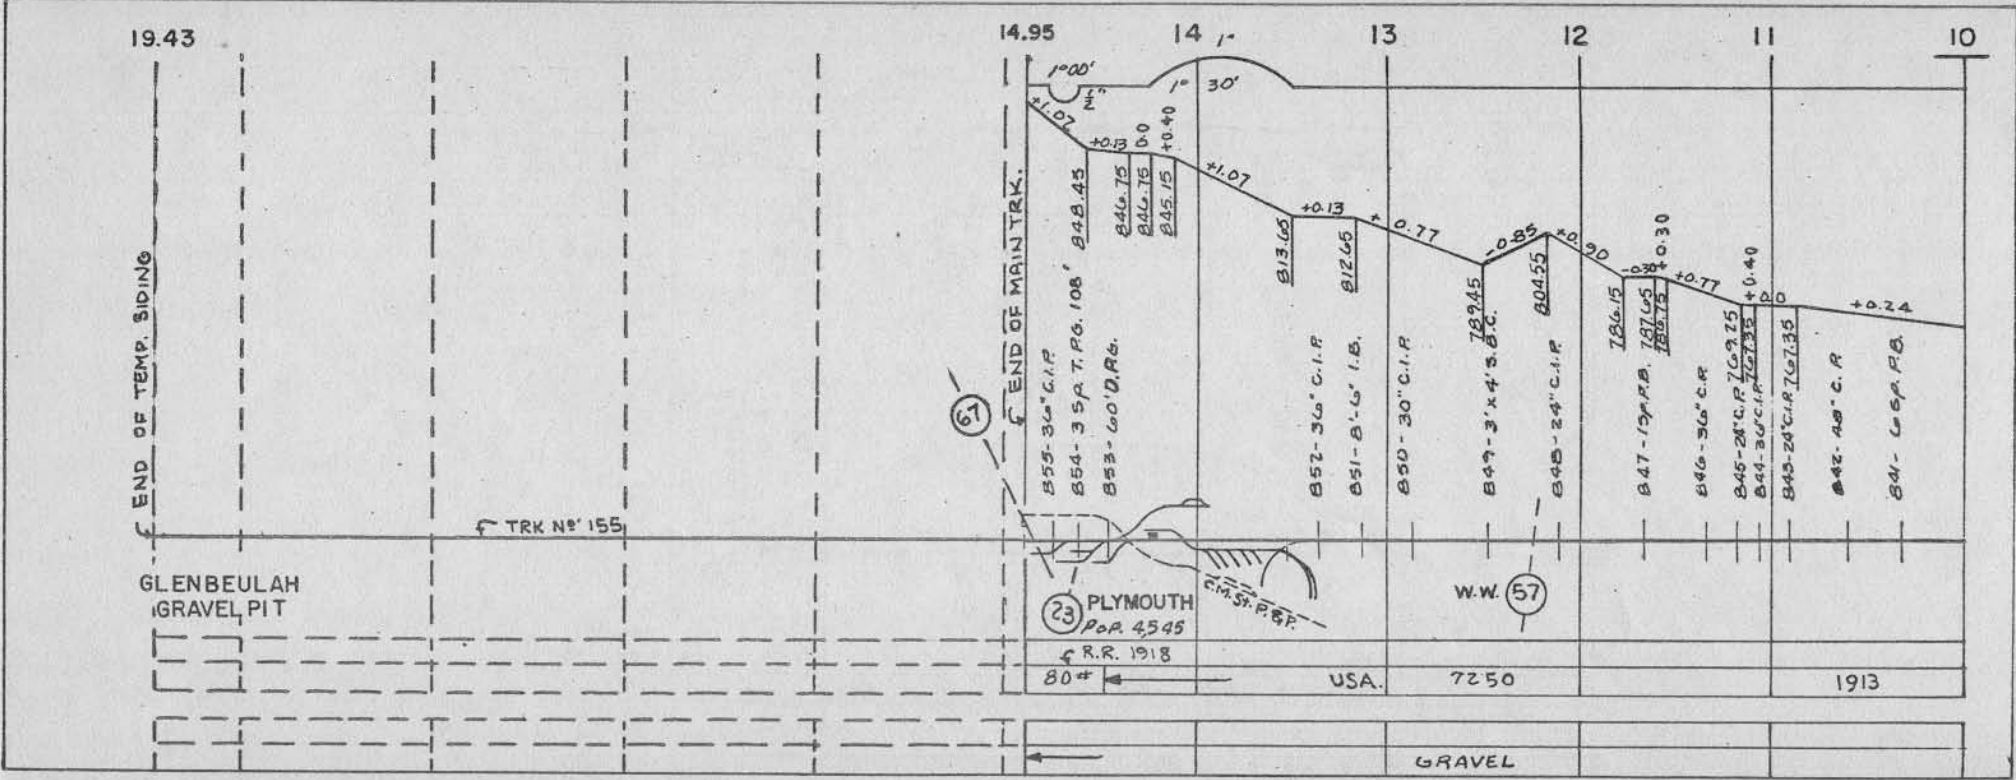 19.43
14.95
14
1°
13
12
11
10
1°00'
½"
1° 30'
+1.07
+0.13
0.0
+0.40
+1.07
+0.13
+ 0.77
-0.85
+0.90
-0.30
+0.30
+0.77
+0.40
+0.0
+0.24
848.45
846.75
846.75
845.15
813.65
812.65
789.45
804.55
786.15
787.65
786.75
769.25
767.35
767.35
END OF TEMP. SIDING
END OF MAIN TRK.
855-36" C.I.P.
854-3 Sp. T.P.G. 108'
853-60' D.P.G.
852-36" C.I.P.
851-8'-6" I.B.
850-30" C.I.P.
849-3'x4' S.B.C.
848-24" C.I.P.
847-1 Sp. P.B.
846-36" C.P.
845-24" C.P.
844-36" C.I.P.
843-24" C.I.P.
842-48" C.P.
841-6 Sp. P.B.
67
TRK Nº 155
GLENBEULAH
GRAVEL PIT
23
PLYMOUTH
POP. 4,545
C.M. St. P. & P.
W.W. 57
R.R. 1918
80#
USA.
7250
1913
GRAVEL